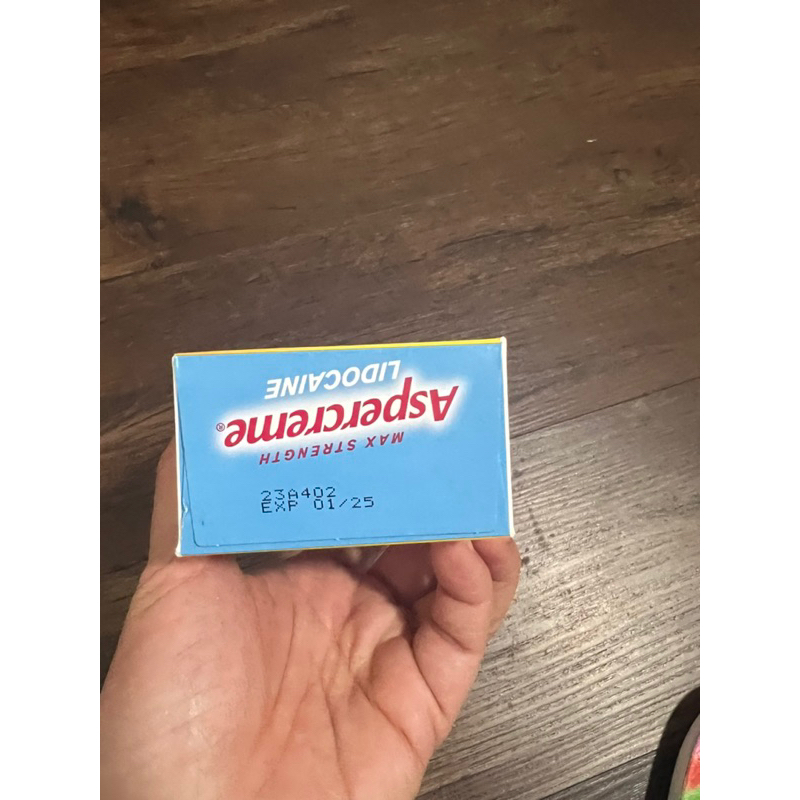 MAX STRENGTH
Aspercreme®
LIDOCAINE
23A402
EXP 01/25